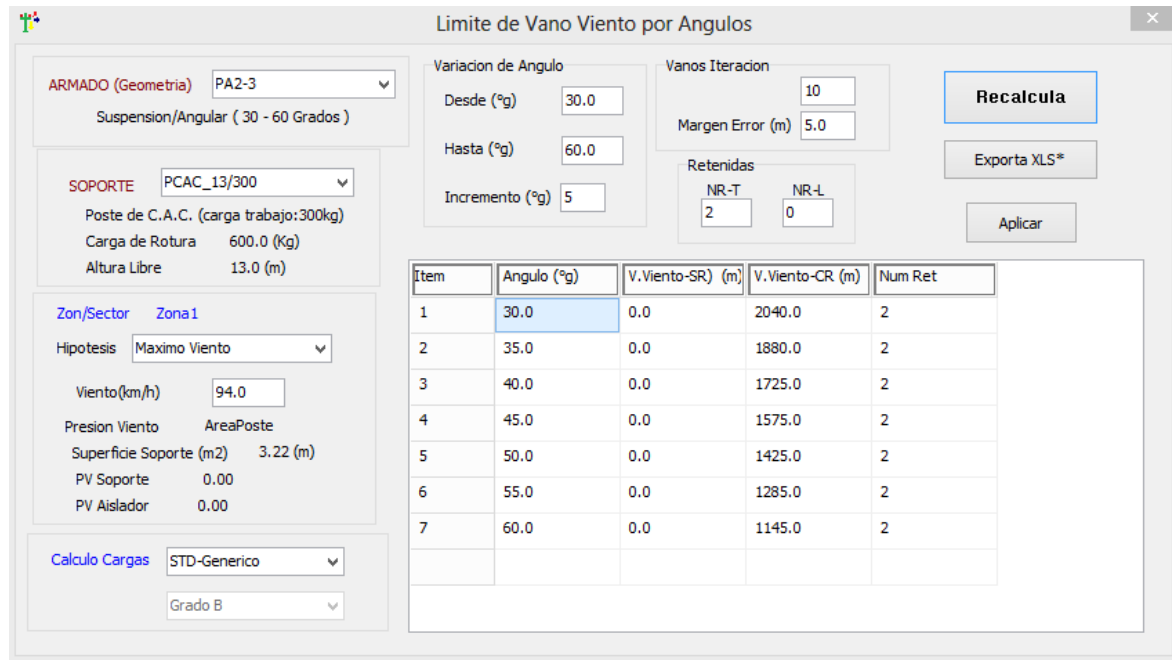 Limite de Vano Viento por Angulos
ARMADO (Geometria) PA2-3
Suspension/Angular ( 30 - 60 Grados )
SOPORTE PCAC_13/300
Poste de C.A.C. (carga trabajo:300kg)
Carga de Rotura 600.0 (Kg)
Altura Libre 13.0 (m)
Zon/Sector Zona1
Hipotesis Maximo Viento
Viento(km/h) 94.0
Presion Viento AreaPoste
Superficie Soporte (m2) 3.22 (m)
PV Soporte 0.00
PV Aislador 0.00
Calculo Cargas STD-Generico
Grado B
Variacion de Angulo
Desde (ºg) 30.0
Hasta (ºg) 60.0
Incremento (ºg) 5
Vanos Iteracion
10
Margen Error (m) 5.0
Retenidas
NR-T NR-L
2 0
Recalcula
Exporta XLS*
Aplicar
Item Angulo (ºg) V.Viento-SR) (m) V.Viento-CR (m) Num Ret
1 30.0 0.0 2040.0 2
2 35.0 0.0 1880.0 2
3 40.0 0.0 1725.0 2
4 45.0 0.0 1575.0 2
5 50.0 0.0 1425.0 2
6 55.0 0.0 1285.0 2
7 60.0 0.0 1145.0 2